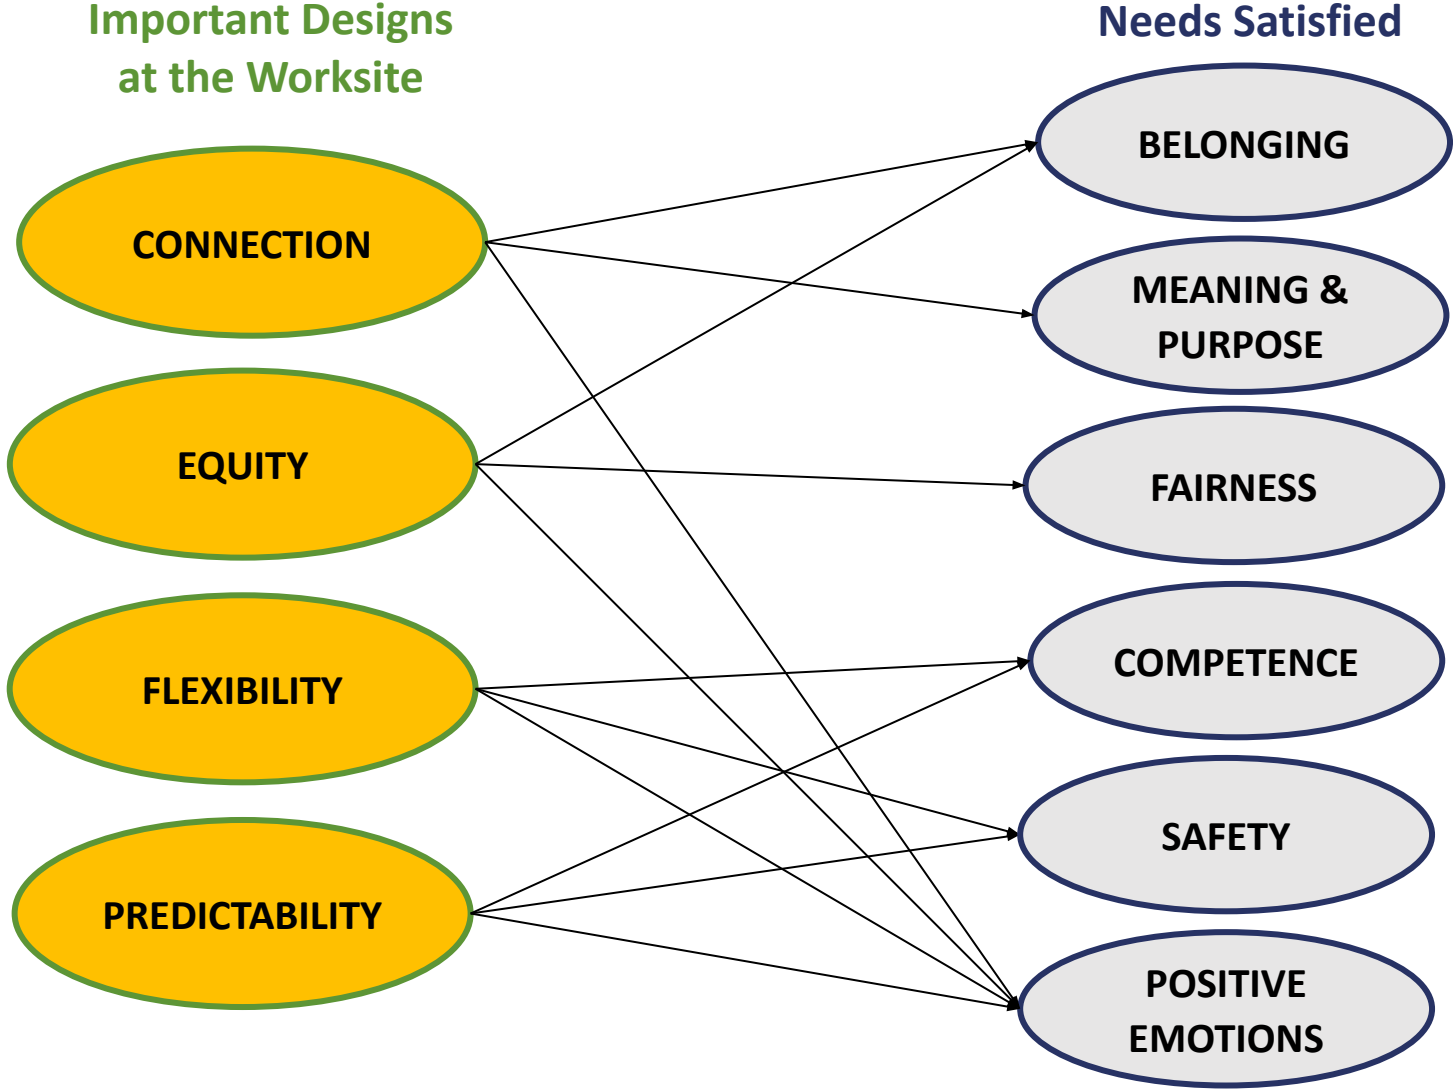 Important Designs
at the Worksite
CONNECTION
EQUITY
FLEXIBILITY
PREDICTABILITY
Needs Satisfied
BELONGING
MEANING &
PURPOSE
FAIRNESS
COMPETENCE
SAFETY
POSITIVE
EMOTIONS